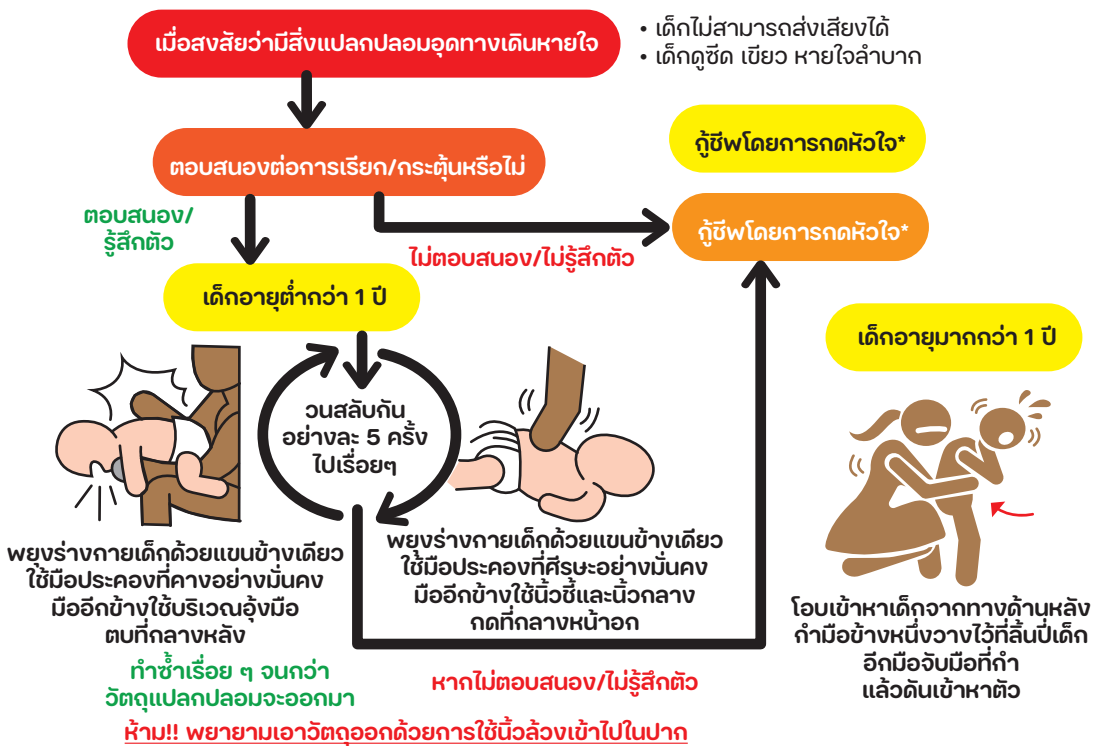 เมื่อสงสัยว่ามีสิ่งแปลกปลอมอุดทางเดินหายใจ
• เด็กไม่สามารถส่งเสียงได้
• เด็กดูซีด เขียว หายใจลำบาก
กู้ชีพโดยการกดหัวใจ*
ตอบสนองต่อการเรียก/กระตุ้นหรือไม่
ตอบสนอง/
รู้สึกตัว
ไม่ตอบสนอง/ไม่รู้สึกตัว
กู้ชีพโดยการกดหัวใจ*
เด็กอายุต่ำกว่า 1 ปี
เด็กอายุมากกว่า 1 ปี
วนสลับกัน
อย่างละ 5 ครั้ง
ไปเรื่อยๆ
พยุงร่างกายเด็กด้วยแขนข้างเดียว
ใช้มือประคองที่คางอย่างมั่นคง
มืออีกข้างใช้บริเวณอุ้งมือ
ตบที่กลางหลัง
พยุงร่างกายเด็กด้วยแขนข้างเดียว
ใช้มือประคองที่ศีรษะอย่างมั่นคง
มืออีกข้างใช้นิ้วชี้และนิ้วกลาง
กดที่กลางหน้าอก
โอบเข้าหาเด็กจากทางด้านหลัง
กำมือข้างหนึ่งวางไว้ที่ลิ้นปี่เด็ก
อีกมือจับมือที่กำ
แล้วดันเข้าหาตัว
ทำซ้ำเรื่อย ๆ จนกว่า
วัตถุแปลกปลอมจะออกมา
หากไม่ตอบสนอง/ไม่รู้สึกตัว
ห้าม!! พยายามเอาวัตถุออกด้วยการใช้นิ้วล้วงเข้าไปในปาก